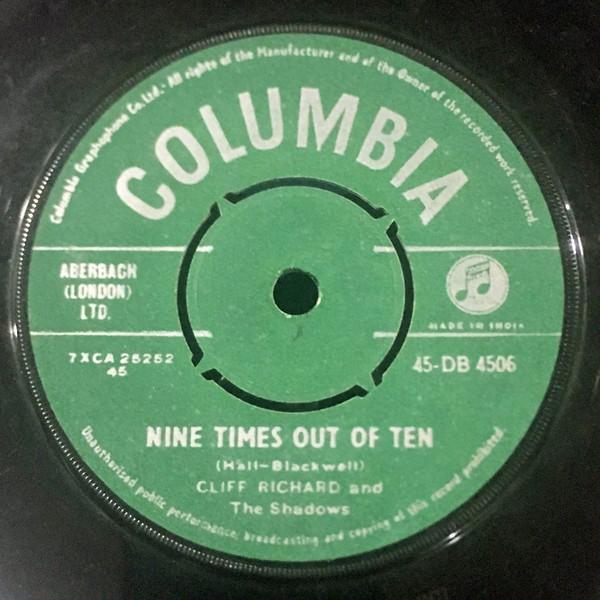 Columbia Graphophone Co. Ltd. · All rights of the Manufacturer and of the Owner of the recorded work reserved.
COLUMBIA
ABERBACH
(LONDON)
LTD.
MADE IN INDIA
7XCA 25252
45
45-DB 4506
NINE TIMES OUT OF TEN
(Hall-Blackwell)
CLIFF RICHARD and
The Shadows
Unauthorised public performance, broadcasting and copying of this record prohibited.